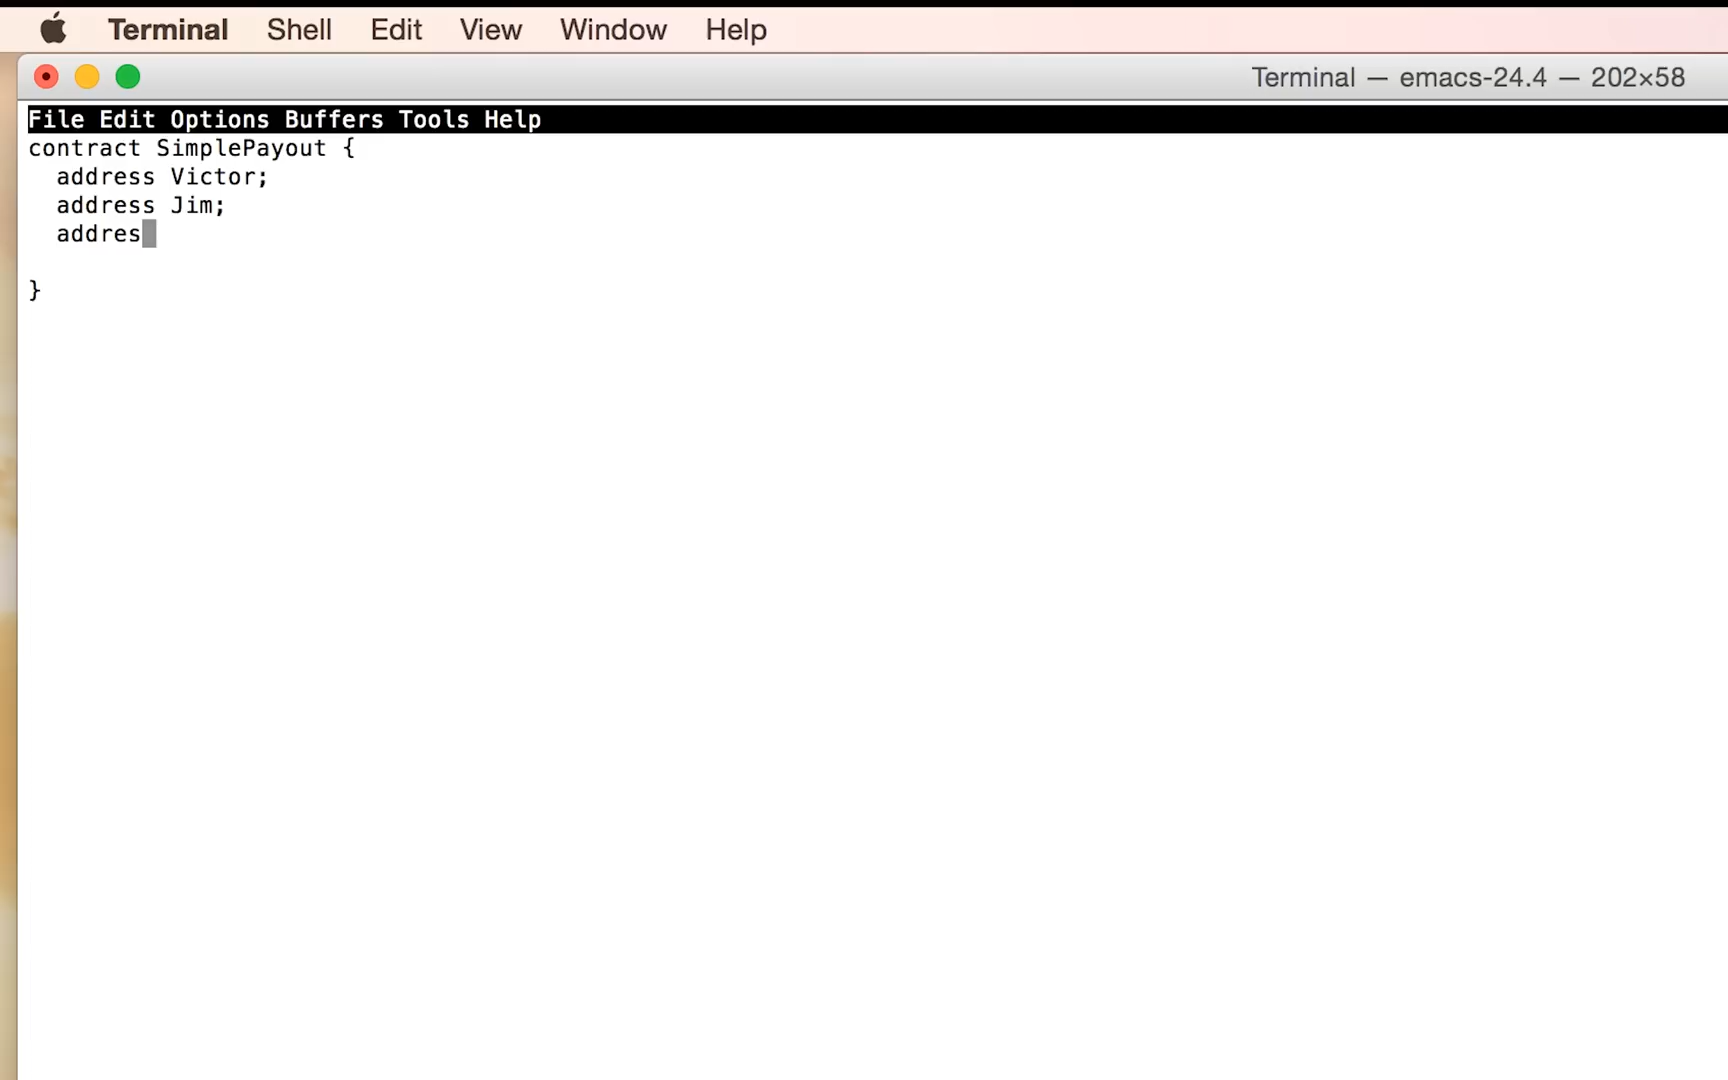 Terminal Shell Edit View Window Help
Terminal — emacs-24.4 — 202×58
File Edit Options Buffers Tools Help
contract SimplePayout {
  address Victor;
  address Jim;
  addres
}